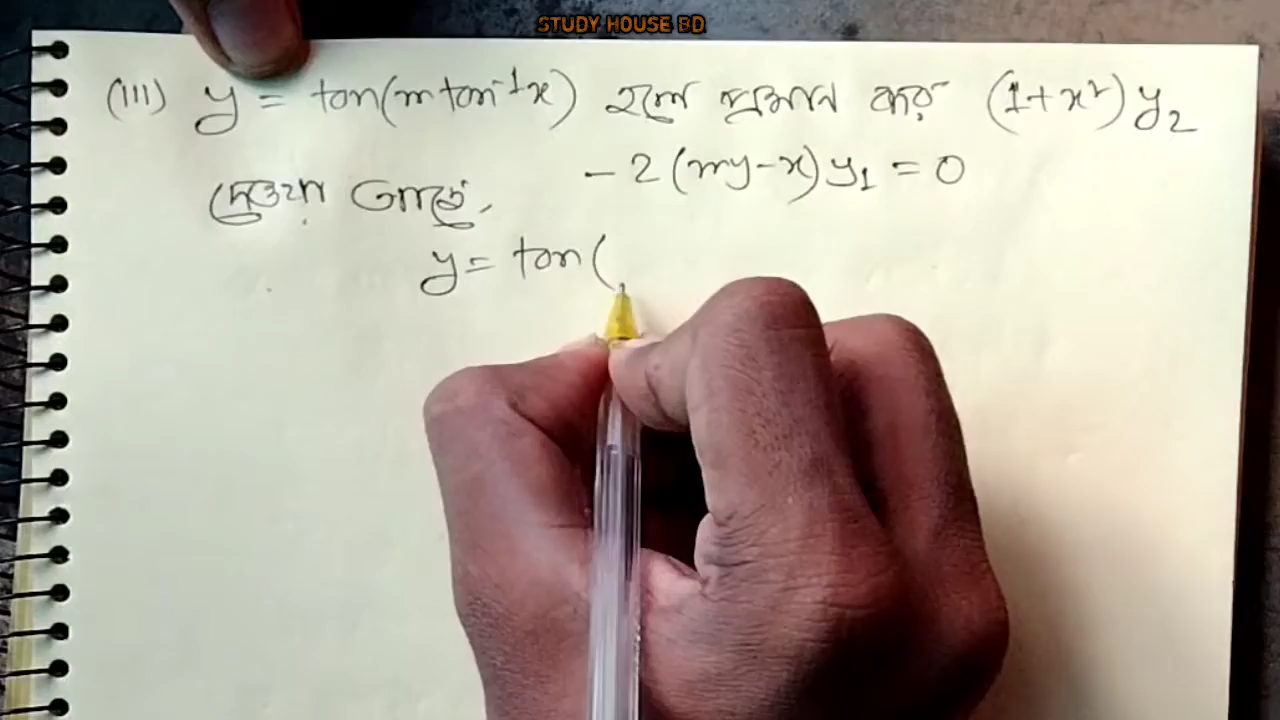 STUDY HOUSE BD
(iii) y = tan(m tan⁻¹x) হলে প্রমাণ কর (1+x²)y₂
- 2(my-x)y₁ = 0
দেওয়া আছে,
y = tan(